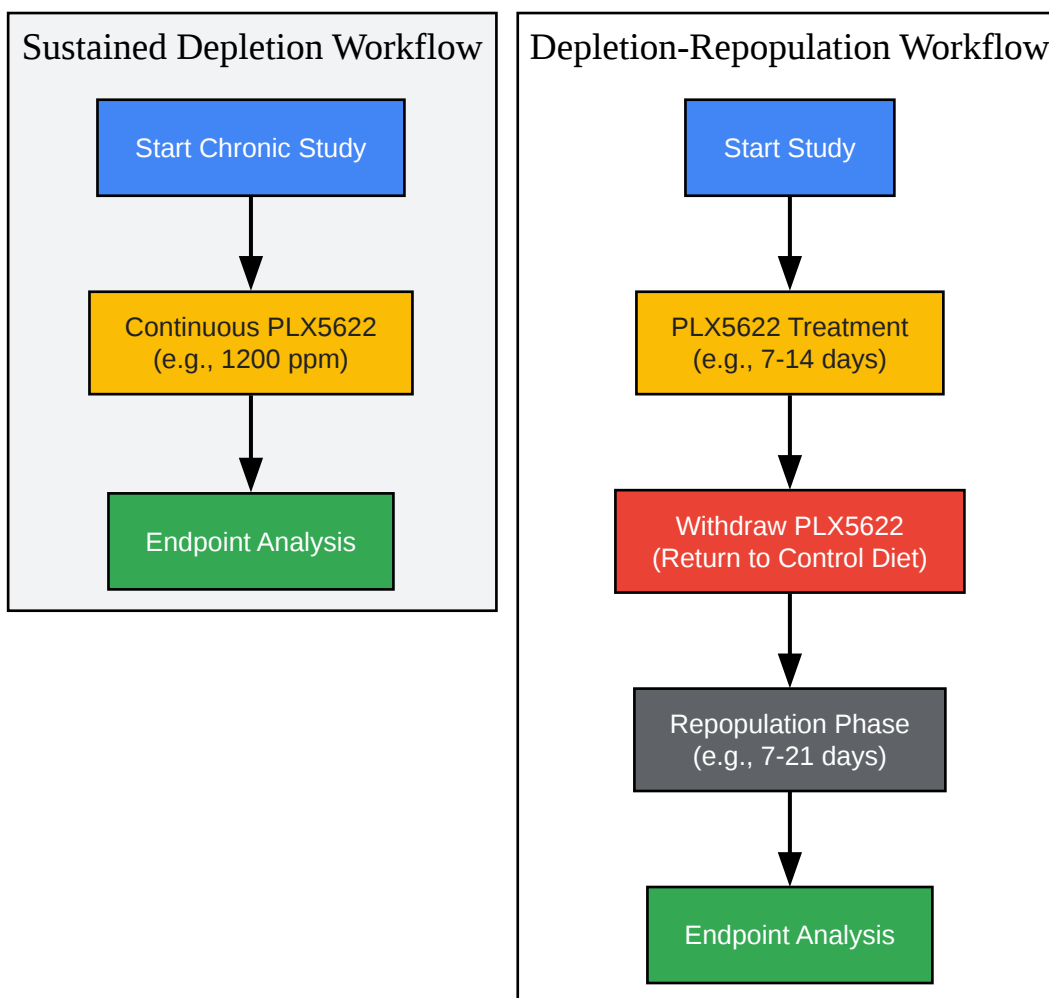 Sustained Depletion Workflow
Start Chronic Study
Continuous PLX5622
(e.g., 1200 ppm)
Endpoint Analysis
Depletion-Repopulation Workflow
Start Study
PLX5622 Treatment
(e.g., 7-14 days)
Withdraw PLX5622
(Return to Control Diet)
Repopulation Phase
(e.g., 7-21 days)
Endpoint Analysis